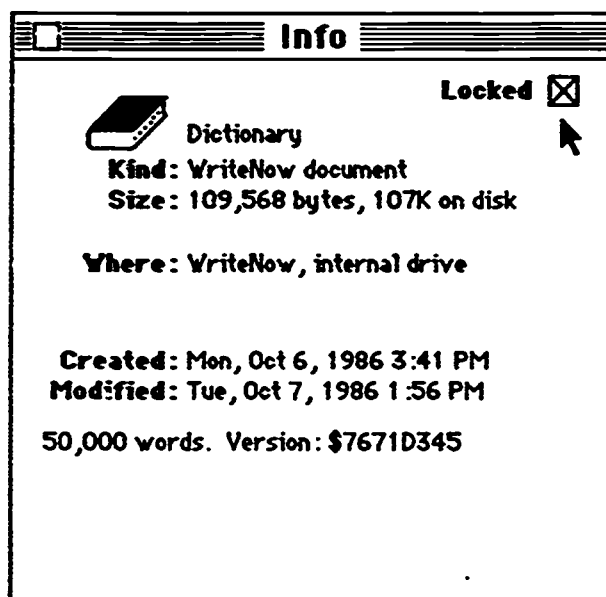 Info
Locked
Dictionary
Kind: WriteNow document
Size: 109,568 bytes, 107K on disk
Where: WriteNow, internal drive
Created: Mon, Oct 6, 1986 3:41 PM
Modified: Tue, Oct 7, 1986 1:56 PM
50,000 words. Version: $7671D345